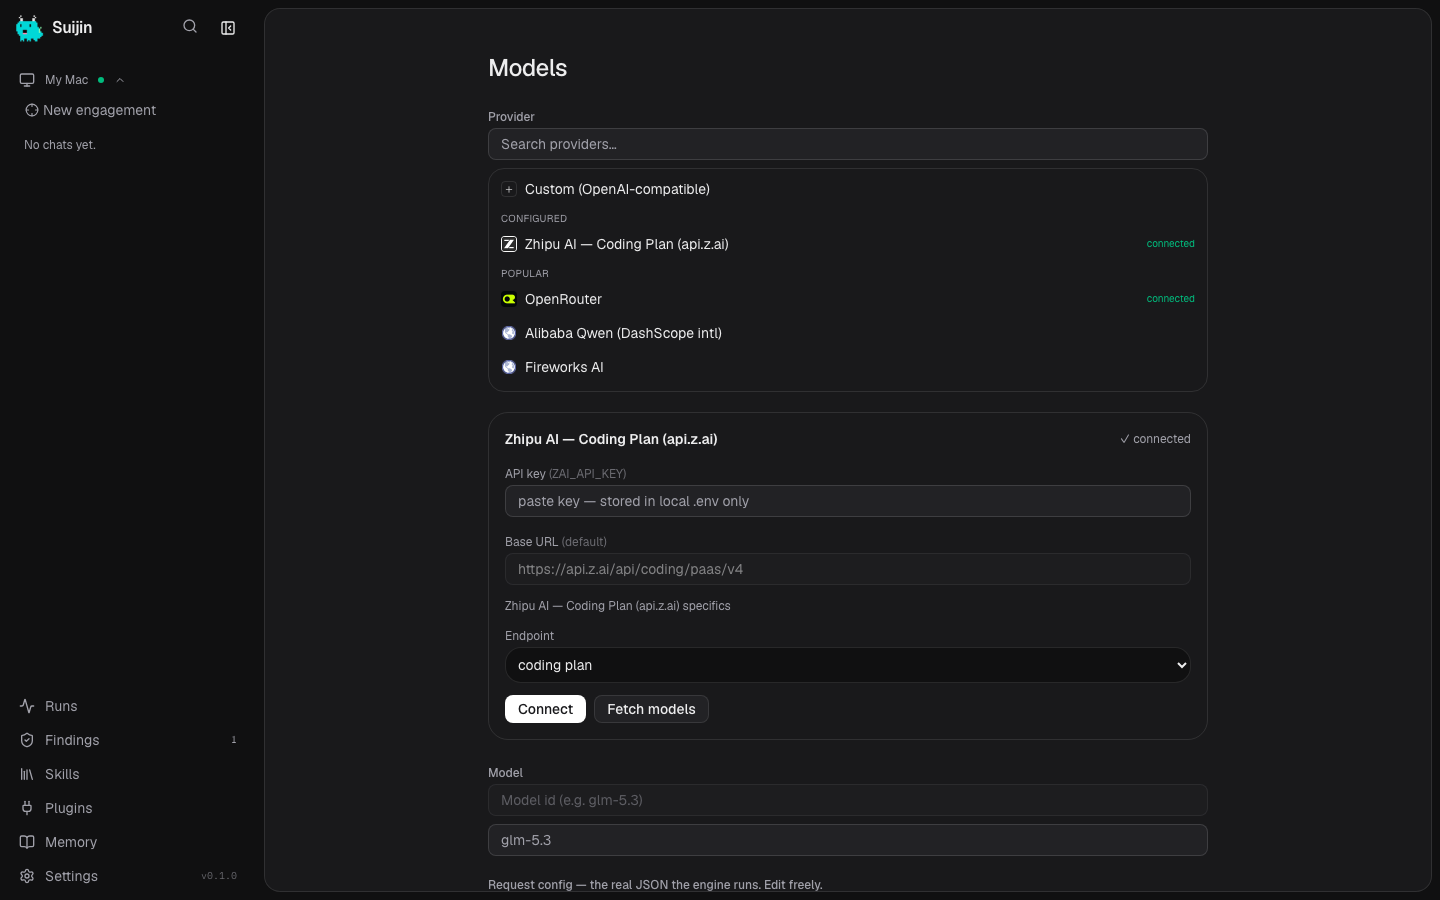 Suijin
My Mac
New engagement
No chats yet.
Runs
Findings 1
Skills
Plugins
Memory
Settings v0.1.0
Models
Provider
Search providers…
+ Custom (OpenAI-compatible)
CONFIGURED
Zhipu AI — Coding Plan (api.z.ai) connected
POPULAR
OpenRouter connected
Alibaba Qwen (DashScope intl)
Fireworks AI
Zhipu AI — Coding Plan (api.z.ai) ✓ connected
API key (ZAI_API_KEY)
paste key — stored in local .env only
Base URL (default)
https://api.z.ai/api/coding/paas/v4
Zhipu AI — Coding Plan (api.z.ai) specifics
Endpoint
coding plan
Connect Fetch models
Model
Model id (e.g. glm-5.3)
glm-5.3
Request config — the real JSON the engine runs. Edit freely.